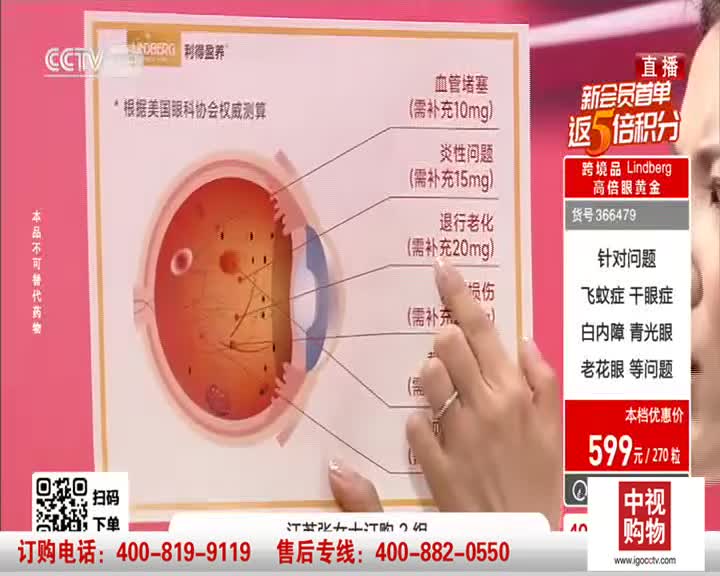 CCTV
LINDBERG
利得盈养
*根据美国眼科协会权威测算
血管堵塞
(需补充10mg)
炎性问题
(需补充15mg)
退行老化
(需补充20mg)
损伤
(需补充
本品不可替代药物
直播
新会员首单
返5倍积分
跨境品 Lindberg
高倍眼黄金
货号366479
针对问题
飞蚊症 干眼症
白内障 青光眼
老花眼 等问题
本档优惠价
599元/270粒
扫码
下单
中视
购物
www.igocctv.com
订购电话：400-819-9119 售后专线：400-882-0550